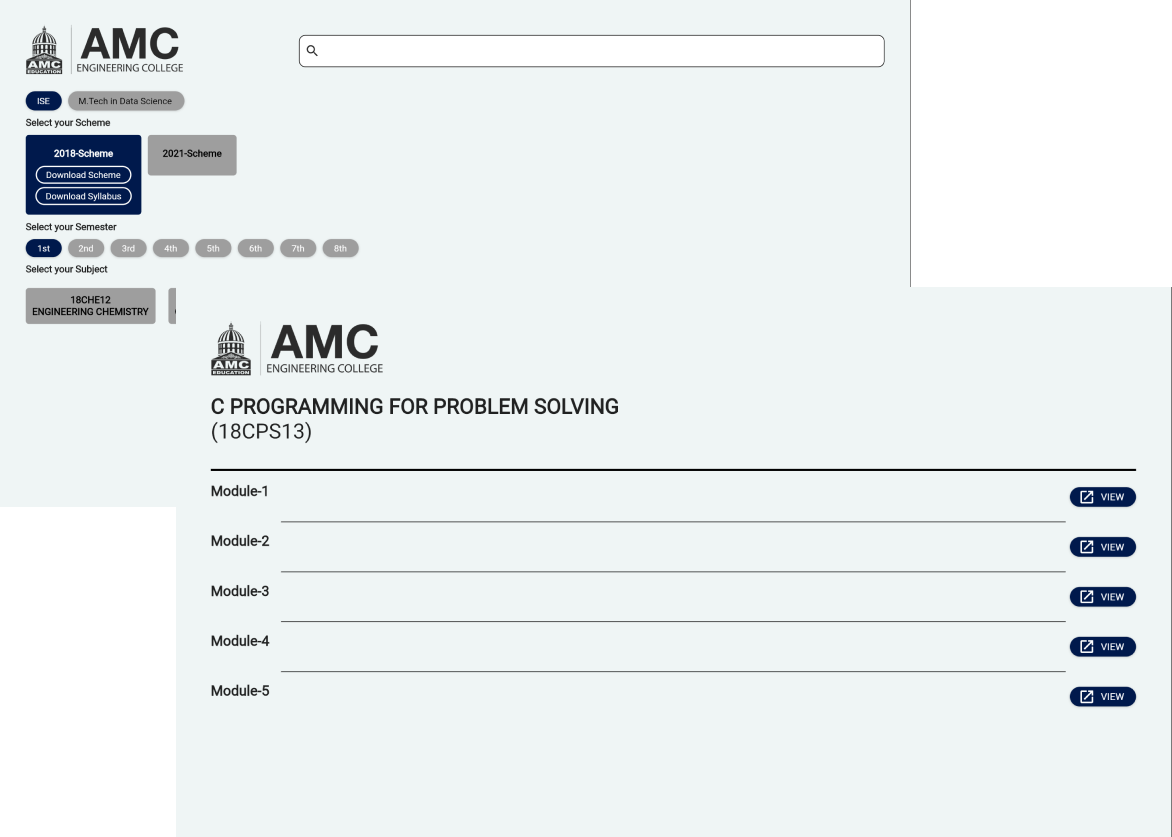 AMC
ENGINEERING COLLEGE
AMC
EDUCATION
ISE
M.Tech in Data Science
Select your Scheme
2018-Scheme
Download Scheme
Download Syllabus
2021-Scheme
Select your Semester
1st 2nd 3rd 4th 5th 6th 7th 8th
Select your Subject
18CHE12
ENGINEERING CHEMISTRY
AMC
ENGINEERING COLLEGE
AMC
EDUCATION
C PROGRAMMING FOR PROBLEM SOLVING
(18CPS13)
Module-1 VIEW
Module-2 VIEW
Module-3 VIEW
Module-4 VIEW
Module-5 VIEW